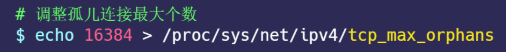 # 调整孤儿连接最大个数
$ echo 16384 > /proc/sys/net/ipv4/tcp_max_orphans